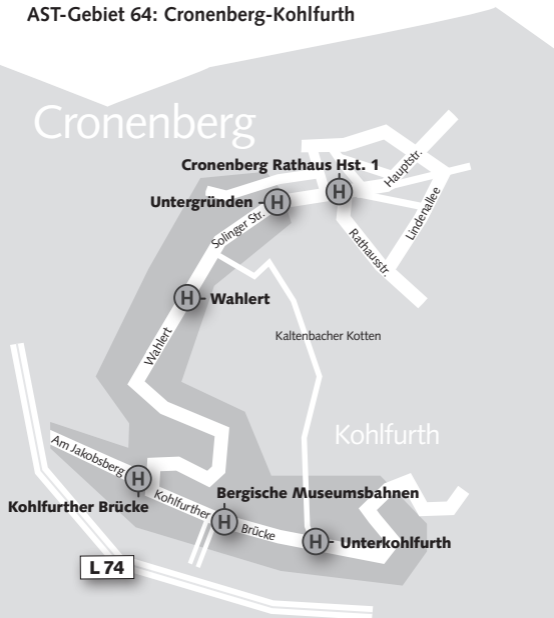 AST-Gebiet 64: Cronenberg-Kohlfurth
Cronenberg
Cronenberg Rathaus Hst. 1
H
Hauptstr.
Untergründen
H
Lindenallee
Solinger Str.
Rathausstr.
H
Wahlert
Kaltenbacher Kotten
Wahlert
Kohlfurth
Am Jakobsberg
H
Kohlfurther Brücke
Kohlfurther
Bergische Museumsbahnen
H
Brücke
H
Unterkohlfurth
L 74